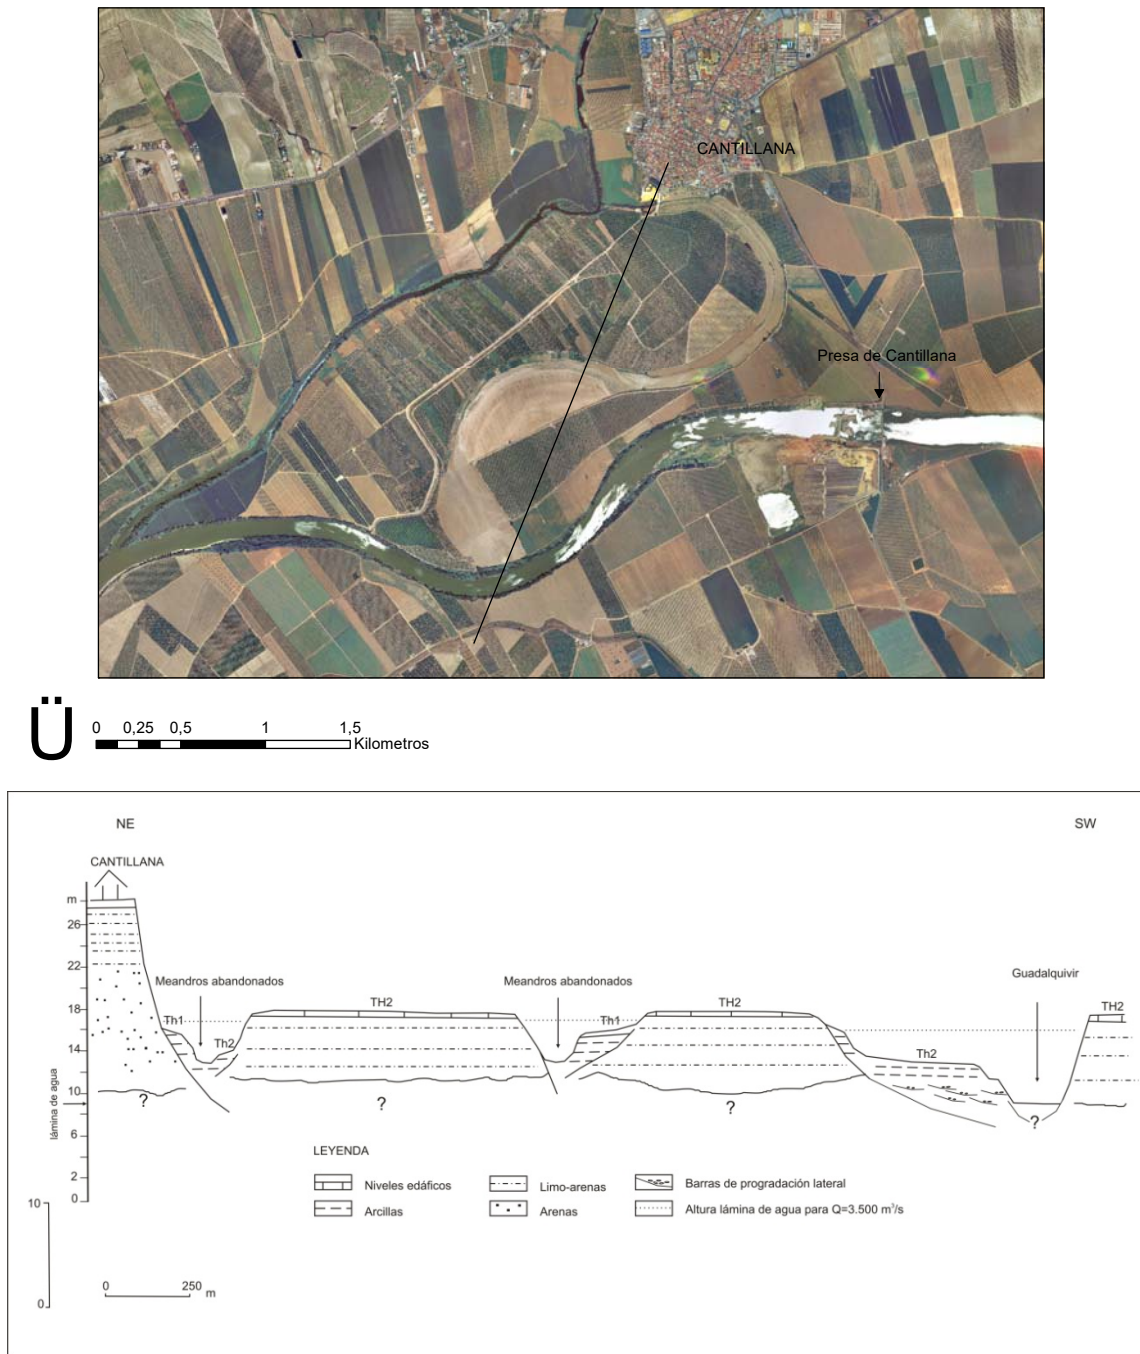 CANTILLANA
Presa de Cantillana
Ü
0 0,25 0,5 1 1,5
Kilometros
NE SW
CANTILLANA
m
26
22
18
14
10
6
2
0
lámina de agua
Meandros abandonados
Meandros abandonados
Guadalquivir
Th1
Th2
TH2
Th1
TH2
Th2
TH2
?
?
?
?
LEYENDA
Niveles edáficos
Limo-arenas
Barras de progradación lateral
Arcillas
Arenas
Altura lámina de agua para Q=3.500 m³/s
10
0
0 250 m